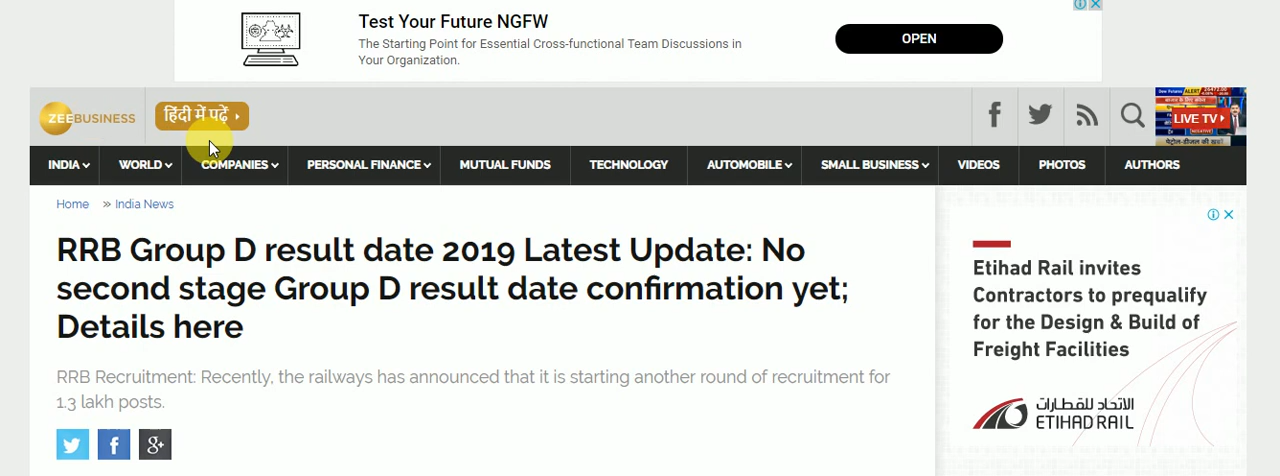 Test Your Future NGFW
The Starting Point for Essential Cross-functional Team Discussions in
Your Organization.
OPEN
ZEEBUSINESS
हिंदी में पढ़ें
LIVE TV
INDIA
WORLD
COMPANIES
PERSONAL FINANCE
MUTUAL FUNDS
TECHNOLOGY
AUTOMOBILE
SMALL BUSINESS
VIDEOS
PHOTOS
AUTHORS
Home » India News
RRB Group D result date 2019 Latest Update: No
second stage Group D result date confirmation yet;
Details here
RRB Recruitment: Recently, the railways has announced that it is starting another round of recruitment for
1.3 lakh posts.
Etihad Rail invites
Contractors to prequalify
for the Design & Build of
Freight Facilities
الاتحاد للقطارات
ETIHAD RAIL